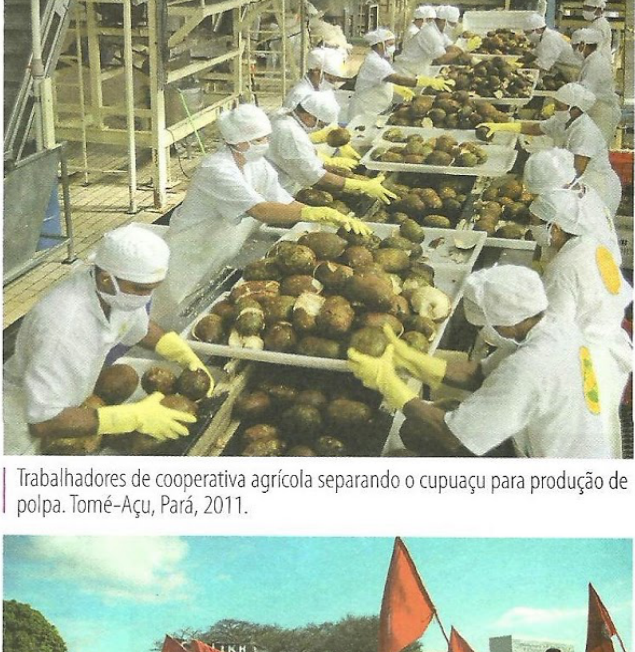 Trabalhadores de cooperativa agrícola separando o cupuaçu para produção de
polpa. Tomé-Açu, Pará, 2011.